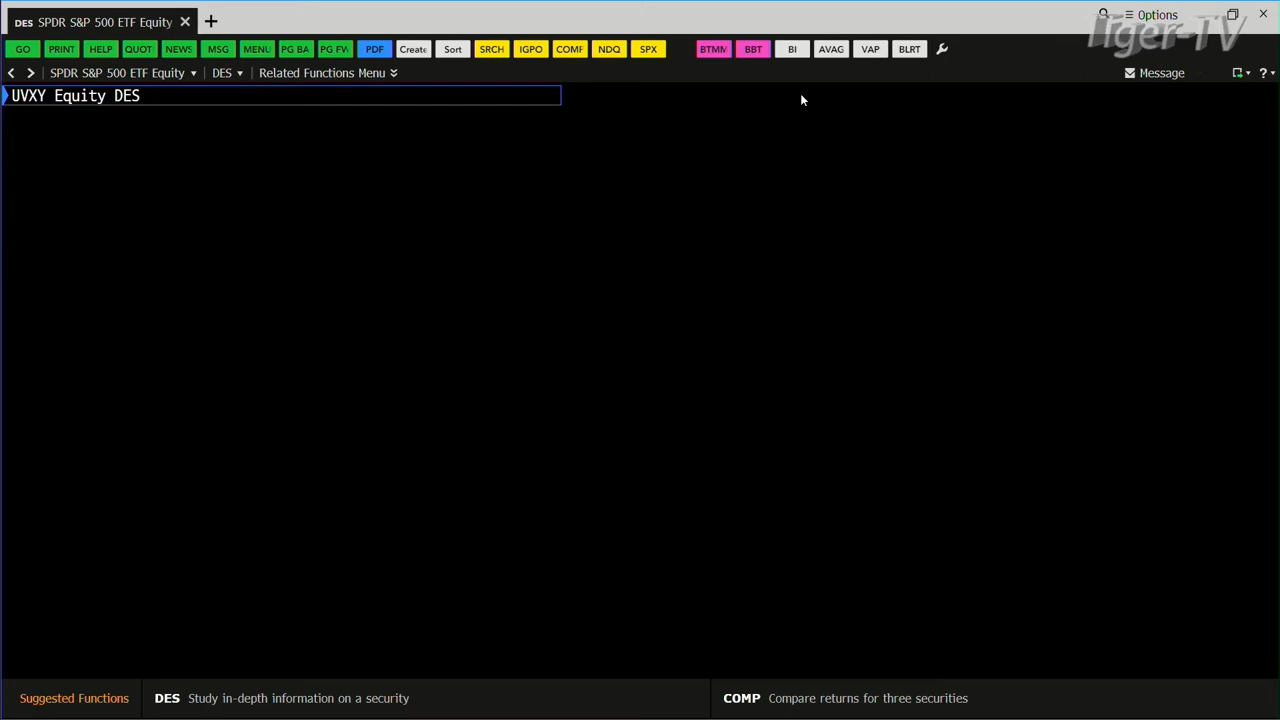 DES SPDR S&P 500 ETF Equity
Options
Tiger-TV
GO PRINT HELP QUOT NEWS MSG MENU PG BA PG FW PDF Create Sort SRCH IGPO COMF NDQ SPX BTMM BBT BI AVAG VAP BLRT
SPDR S&P 500 ETF Equity DES Related Functions Menu Message ?
UVXY Equity DES
Suggested Functions DES Study in-depth information on a security COMP Compare returns for three securities